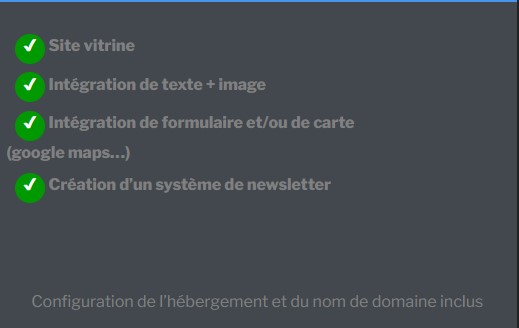 Site vitrine
Intégration de texte + image
Intégration de formulaire et/ou de carte
(google maps...)
Création d'un système de newsletter
Configuration de l'hébergement et du nom de domaine inclus